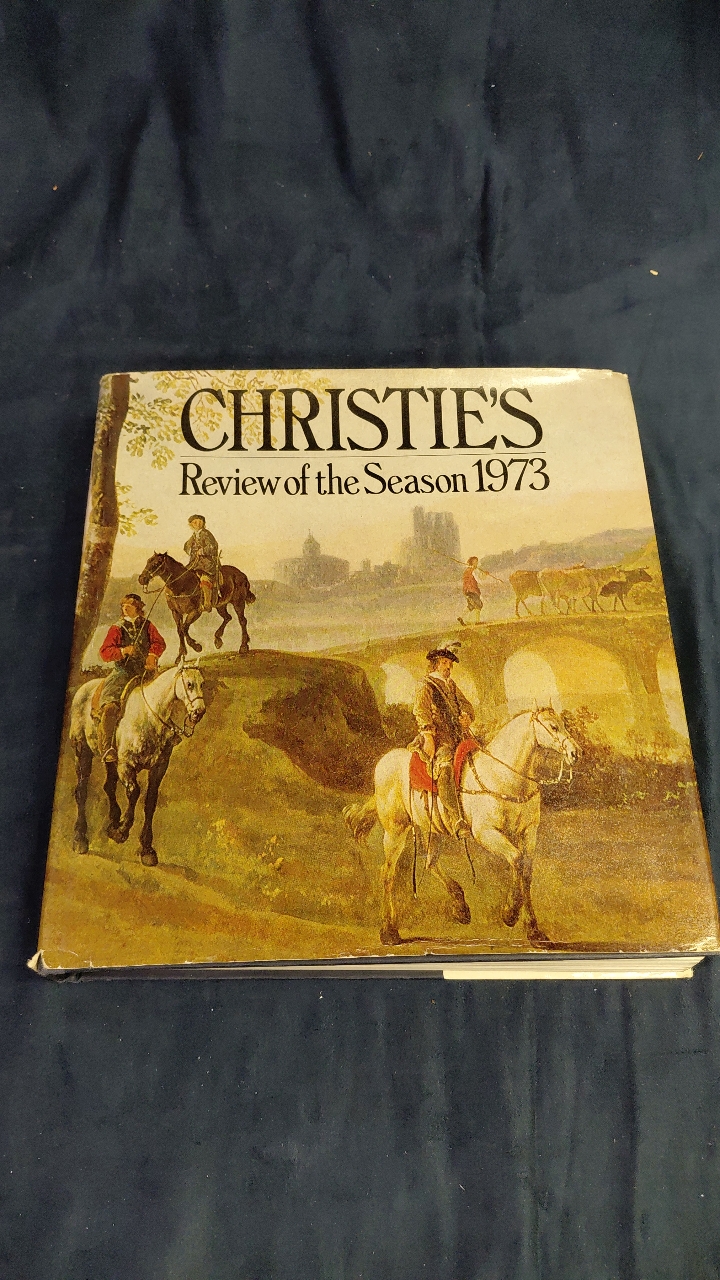 CHRISTIE'S
Review of the Season 1973